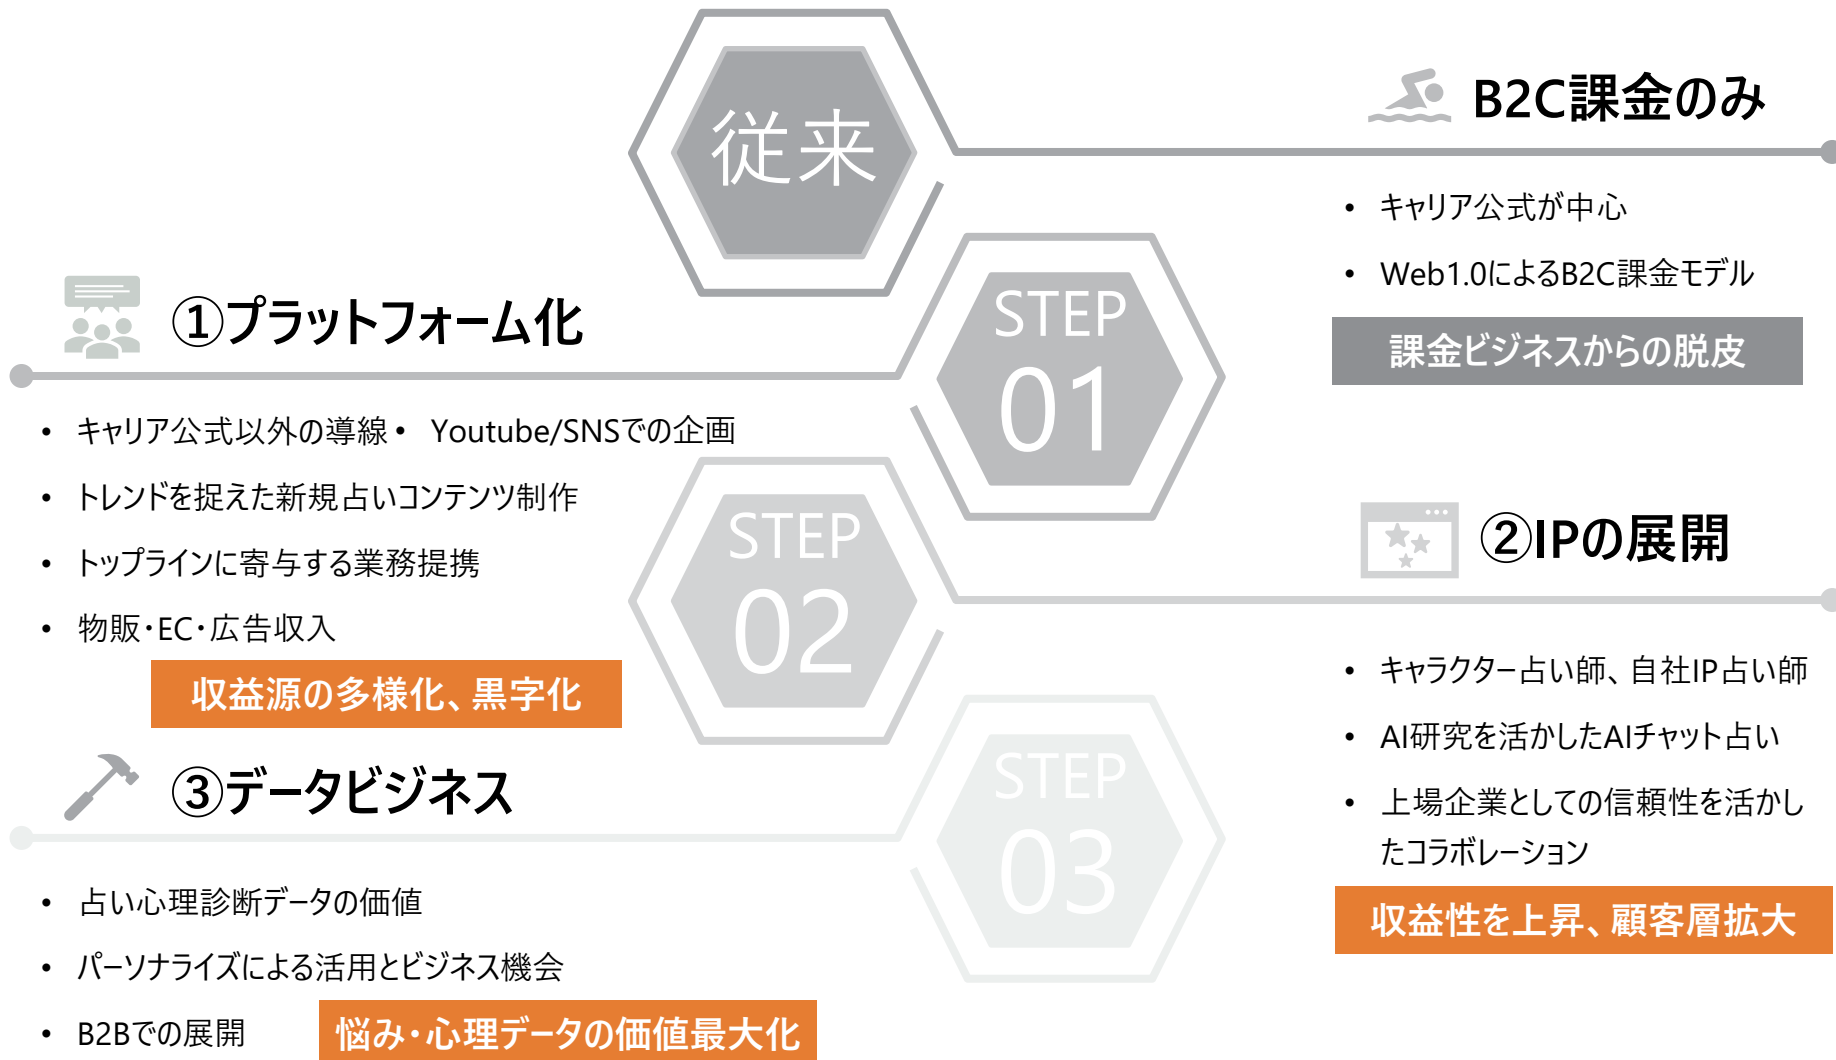 従来
B2C課金のみ
• キャリア公式が中心
• Web1.0によるB2C課金モデル
課金ビジネスからの脱皮
STEP
01
①プラットフォーム化
• キャリア公式以外の導線 • Youtube/SNSでの企画
• トレンドを捉えた新規占いコンテンツ制作
• トップラインに寄与する業務提携
• 物販・EC・広告収入
収益源の多様化、黒字化
STEP
02
②IPの展開
• キャラクター占い師、自社IP占い師
• AI研究を活かしたAIチャット占い
• 上場企業としての信頼性を活かし
たコラボレーション
収益性を上昇、顧客層拡大
STEP
03
③データビジネス
• 占い心理診断データの価値
• パーソナライズによる活用とビジネス機会
• B2Bでの展開
悩み・心理データの価値最大化